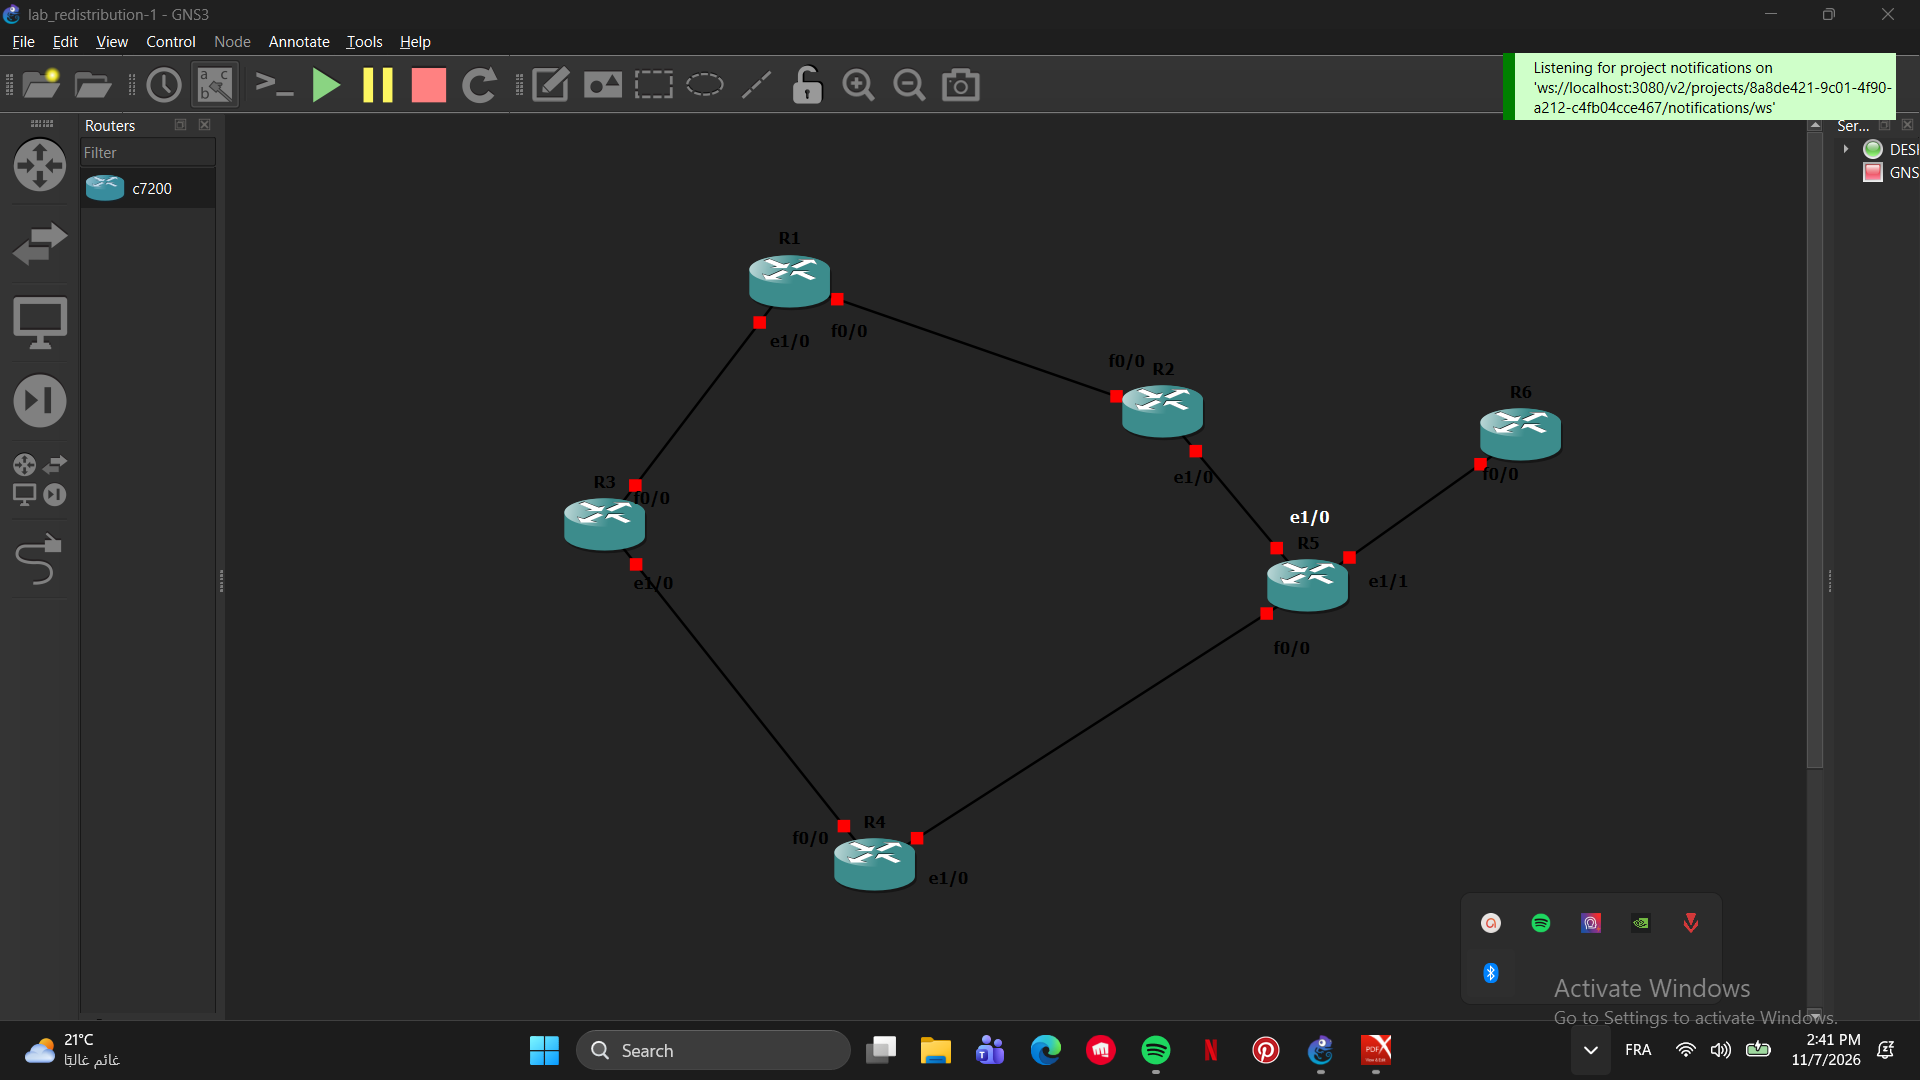 lab_redistribution-1 - GNS3
File Edit View Control Node Annotate Tools Help
Listening for project notifications on
'ws://localhost:3080/v2/projects/8a8de421-9c01-4f90-
a212-c4fb04cce467/notifications/ws'
Routers
Ser...
Filter
c7200
DESI
GNS
R1
e1/0
f0/0
f0/0
R2
e1/0
R6
f0/0
R3
f0/0
e1/0
e1/0
R5
e1/1
f0/0
f0/0
R4
e1/0
Activate Windows
Go to Settings to activate Windows.
21°C
غائم غالبًا
Search
FRA
2:41 PM
11/7/2026